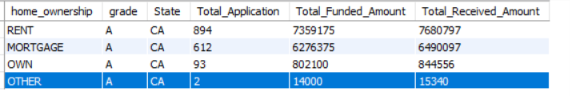 home_ownership grade State Total_Application Total_Funded_Amount Total_Received_Amount
RENT A CA 894 7359175 7680797
MORTGAGE A CA 612 6276375 6490097
OWN A CA 93 802100 844556
OTHER A CA 2 14000 15340